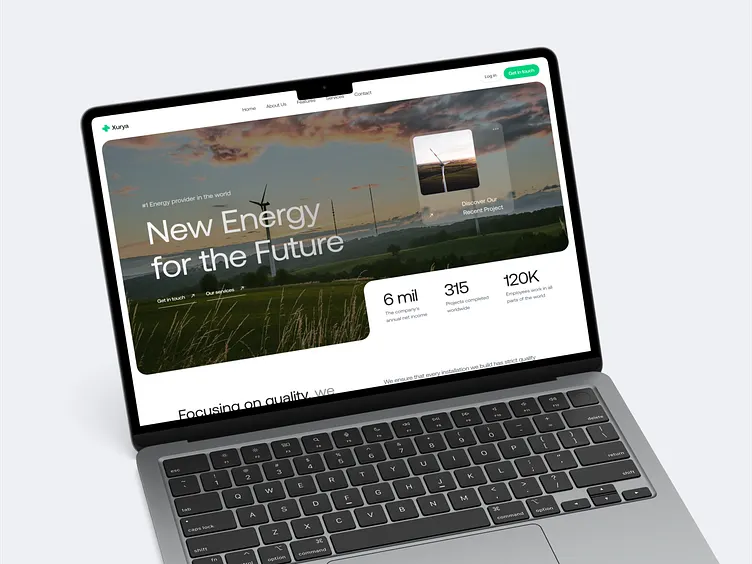 Xurya
Home
About Us
Features
Services
Contact
Log in
Get in touch
#1 Energy provider in the world
New Energy
for the Future
Get in touch
Our services
Discover Our
Recent Project
6 mil
The company's
annual net income
315
Projects completed
worldwide
120K
Employees work in all
parts of the world
Focusing on quality, we
We ensure that every installation we build has strict quality
esc
delete
tab
Q W E R T Y U I O P
return
caps lock
A S D F G H J K L
shift
Z X C V B N M
shift
fn
control
option
command
command
option